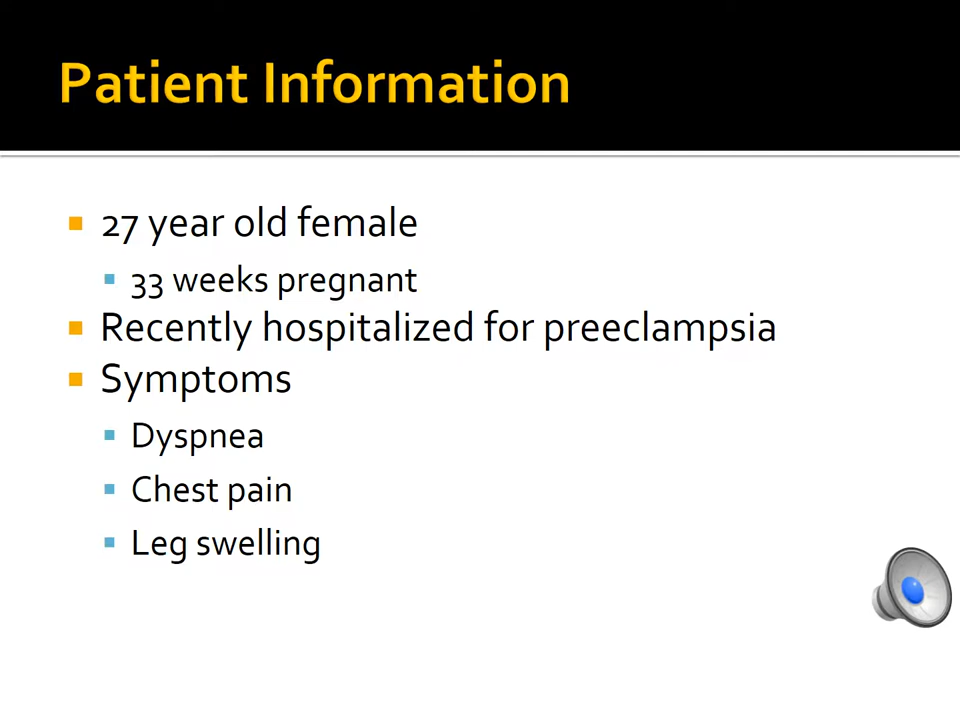 Patient Information
27 year old female
33 weeks pregnant
Recently hospitalized for preeclampsia
Symptoms
Dyspnea
Chest pain
Leg swelling